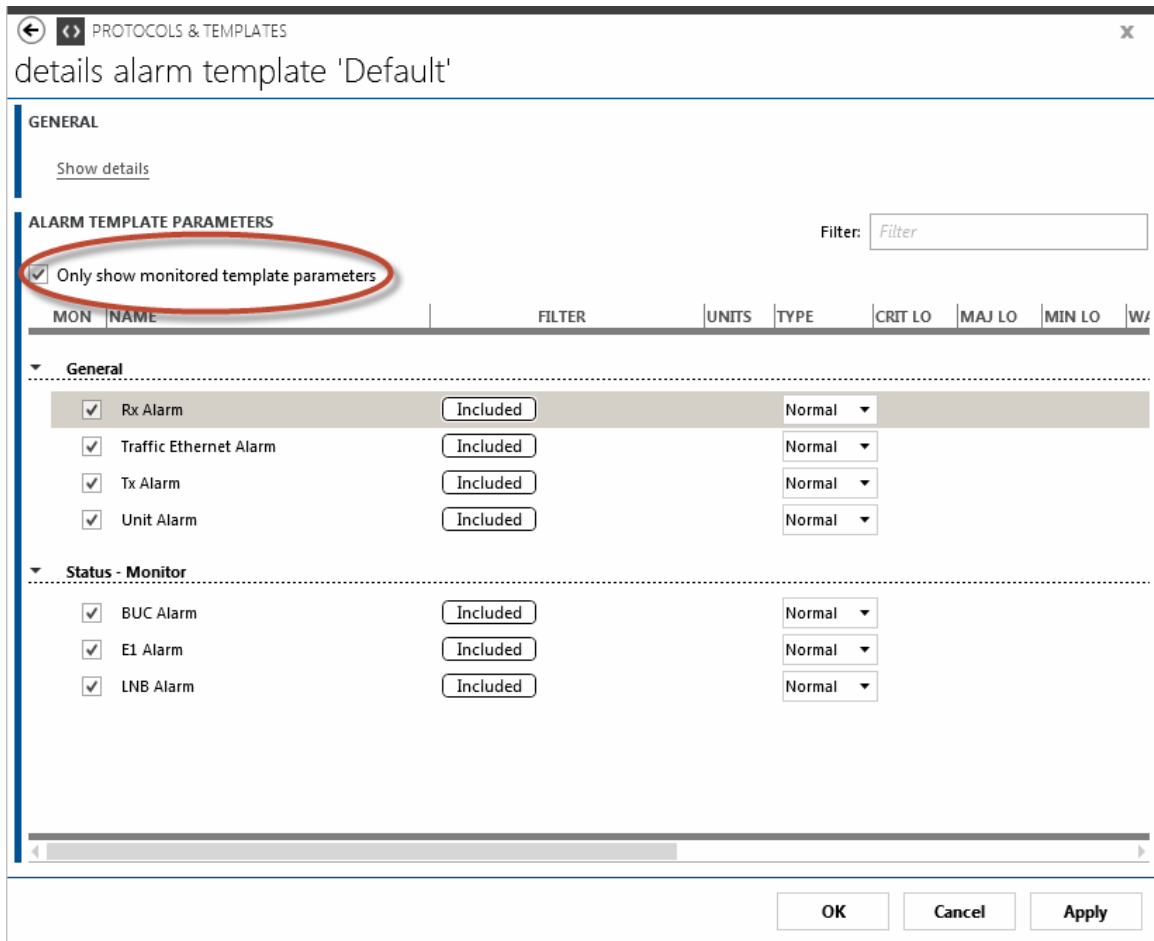 PROTOCOLS & TEMPLATES
x
details alarm template 'Default'
GENERAL
Show details
ALARM TEMPLATE PARAMETERS
Filter: Filter
Only show monitored template parameters
MON NAME FILTER UNITS TYPE CRIT LO MAJ LO MIN LO WA
General
Rx Alarm Included Normal
Traffic Ethernet Alarm Included Normal
Tx Alarm Included Normal
Unit Alarm Included Normal
Status - Monitor
BUC Alarm Included Normal
E1 Alarm Included Normal
LNB Alarm Included Normal
OK Cancel Apply